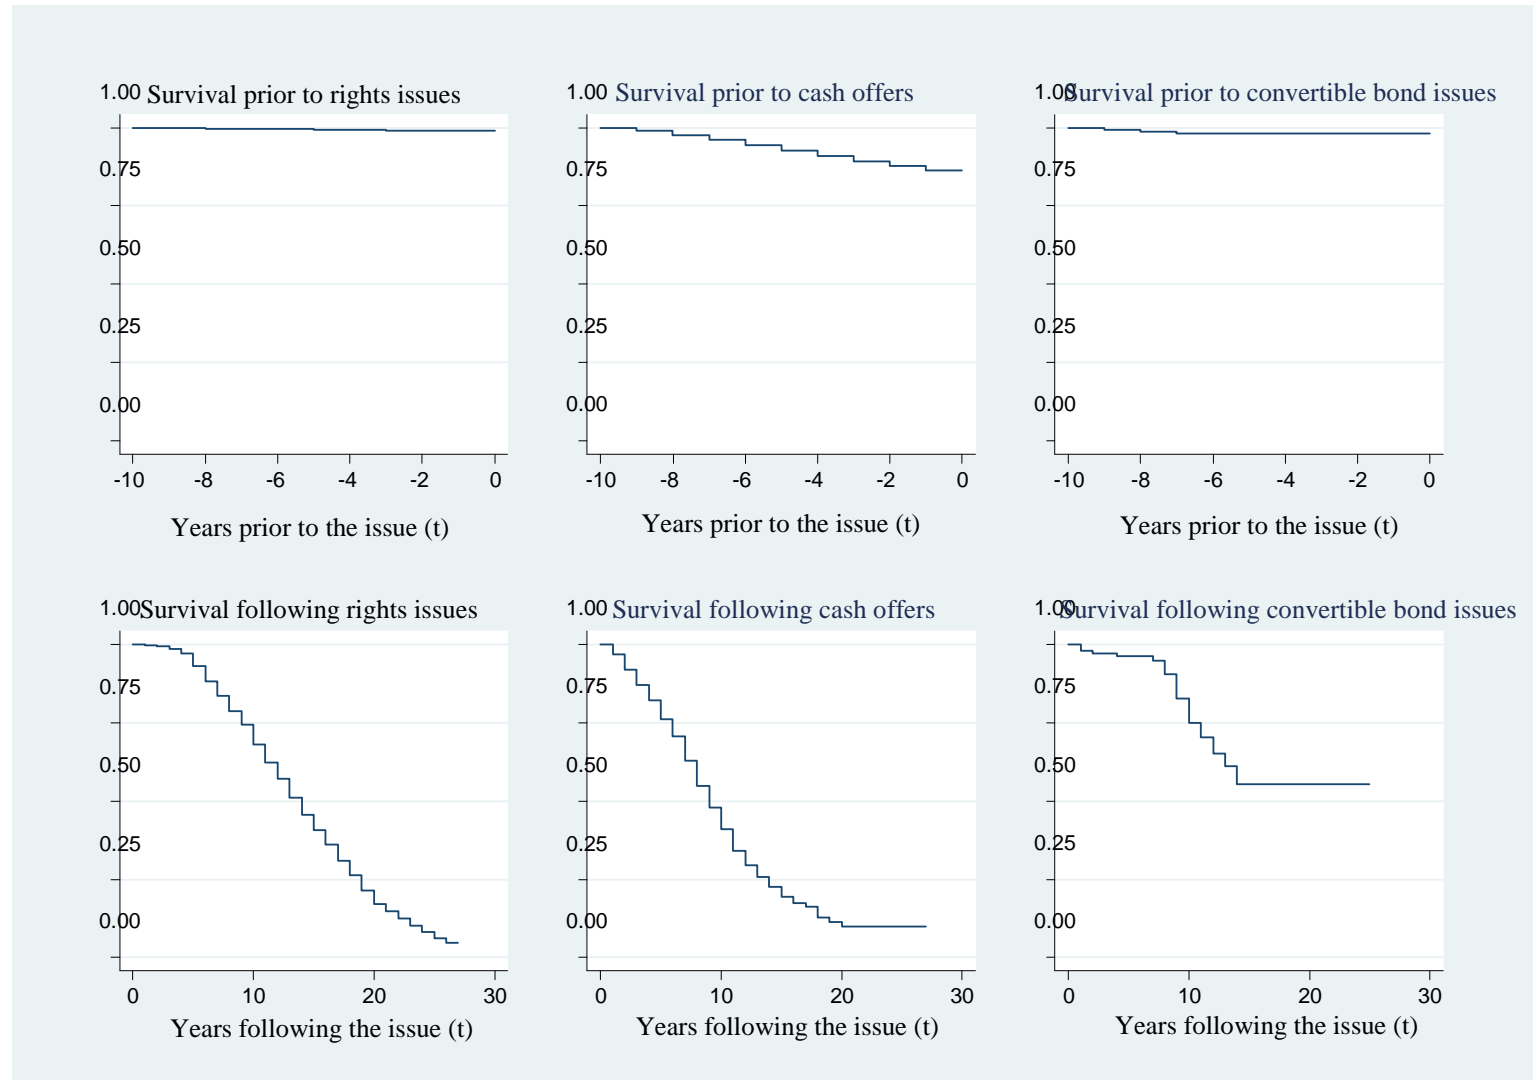 1.00 Survival prior to rights issues
0.75
0.50
0.25
0.00
-10 -8 -6 -4 -2 0
Years prior to the issue (t)
1.00 Survival prior to cash offers
0.75
0.50
0.25
0.00
-10 -8 -6 -4 -2 0
Years prior to the issue (t)
1.00 Survival prior to convertible bond issues
0.75
0.50
0.25
0.00
-10 -8 -6 -4 -2 0
Years prior to the issue (t)
1.00 Survival following rights issues
0.75
0.50
0.25
0.00
0 10 20 30
Years following the issue (t)
1.00 Survival following cash offers
0.75
0.50
0.25
0.00
0 10 20 30
Years following the issue (t)
1.00 Survival following convertible bond issues
0.75
0.50
0.25
0.00
0 10 20 30
Years following the issue (t)